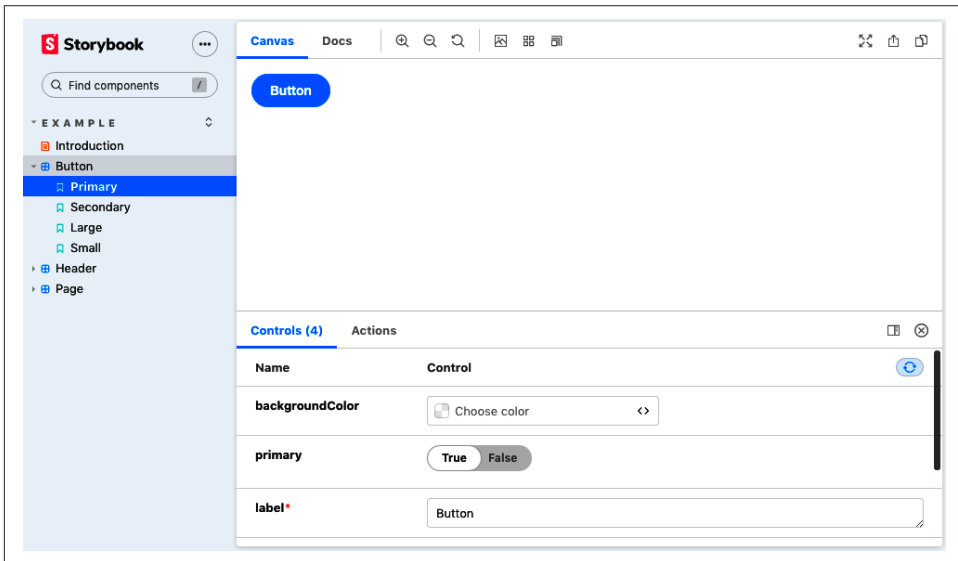 Storybook
Canvas Docs
Find components /
EXAMPLE
Introduction
Button
Primary
Secondary
Large
Small
Header
Page
Button
Controls (4) Actions
Name Control
backgroundColor Choose color
primary True False
label* Button